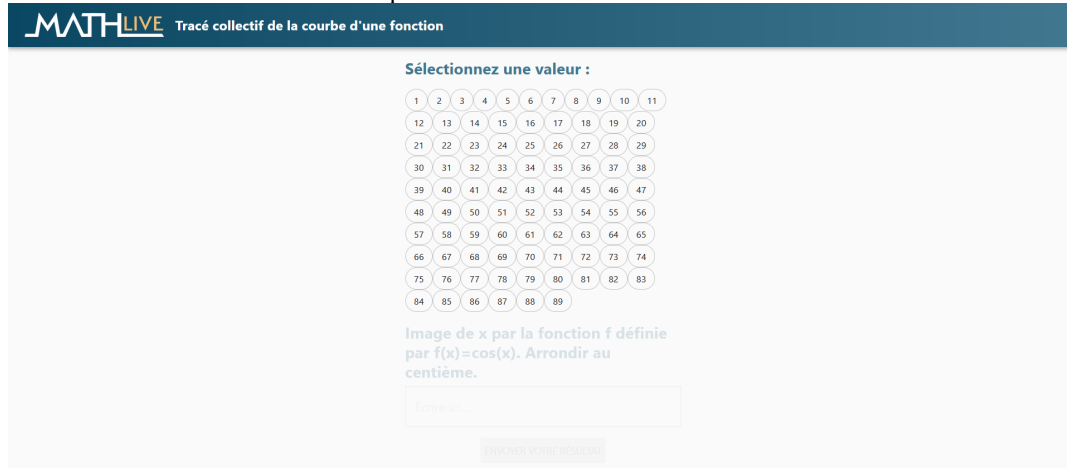 MATHLIVE Tracé collectif de la courbe d'une fonction
Sélectionnez une valeur :
1 2 3 4 5 6 7 8 9 10 11
12 13 14 15 16 17 18 19 20
21 22 23 24 25 26 27 28 29
30 31 32 33 34 35 36 37 38
39 40 41 42 43 44 45 46 47
48 49 50 51 52 53 54 55 56
57 58 59 60 61 62 63 64 65
66 67 68 69 70 71 72 73 74
75 76 77 78 79 80 81 82 83
84 85 86 87 88 89
Image de x par la fonction f définie
par f(x)=cos(x). Arrondir au
centième.
ENVOYER VOTRE RÉSULTAT